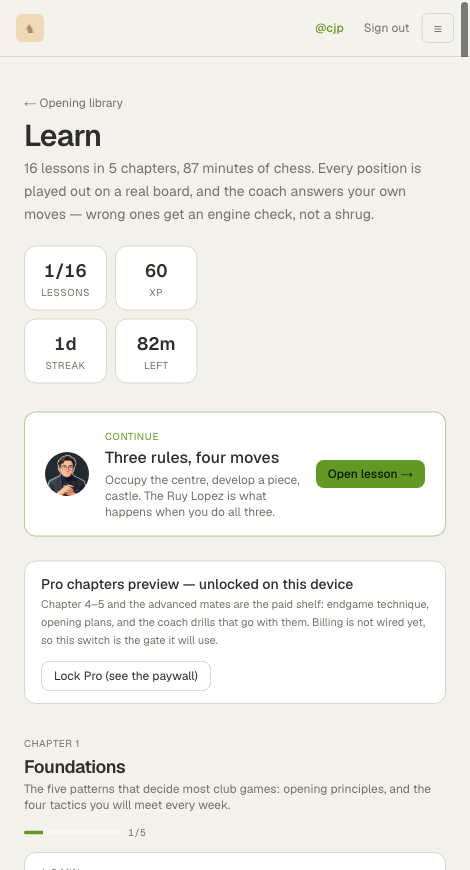 @cjp Sign out ≡
← Opening library
Learn
16 lessons in 5 chapters, 87 minutes of chess. Every position is
played out on a real board, and the coach answers your own
moves — wrong ones get an engine check, not a shrug.
1/16 60
LESSONS XP
1d 82m
STREAK LEFT
CONTINUE
Three rules, four moves
Occupy the centre, develop a piece,
castle. The Ruy Lopez is what
happens when you do all three.
Open lesson →
Pro chapters preview — unlocked on this device
Chapter 4–5 and the advanced mates are the paid shelf: endgame technique,
opening plans, and the coach drills that go with them. Billing is not wired yet,
so this switch is the gate it will use.
Lock Pro (see the paywall)
CHAPTER 1
Foundations
The five patterns that decide most club games: opening principles, and the
four tactics you will meet every week.
1/5